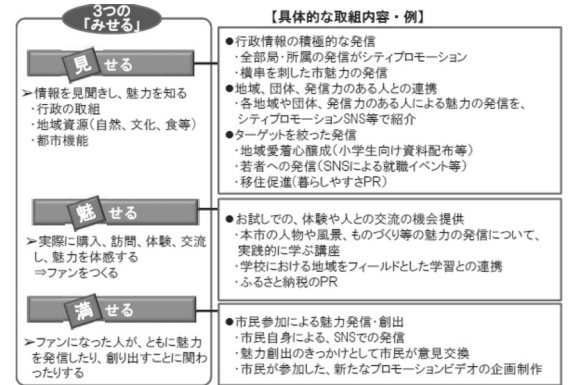 3つの
「みせる」
【具体的な取組内容・例】
見せる
➢情報を見聞きし、魅力を知る
・行政の取組
・地域資源(自然、文化、食等)
・都市機能
●行政情報の積極的な発信
・全部局・所属の発信がシティプロモーション
・横串を刺した市魅力の発信
●地域、団体、発信力のある人との連携
・各地域や団体、発信力のある人による魅力の発信を、
シティプロモーションSNS等で紹介
●ターゲットを絞った発信
・地域愛着心醸成(小学生向け資料配布等)
・若者への発信(SNSによる就職イベント等)
・移住促進(暮らしやすさPR)
魅せる
➢実際に購入、訪問、体験、交流
し、魅力を体感する
⇒ファンをつくる
●お試しでの、体験や人との交流の機会提供
・本市の人物や風景、ものづくり等の魅力の発信について、
実践的に学ぶ講座
・学校における地域をフィールドとした学習との連携
・ふるさと納税のPR
満せる
➢ファンになった人が、ともに魅力
を発信したり、創り出すことに関わ
ったりする
●市民参加による魅力発信・創出
・市民自身による、SNSでの発信
・魅力創出のきっかけとして市民が意見交換
・市民が参加した、新たなプロモーションビデオの企画制作